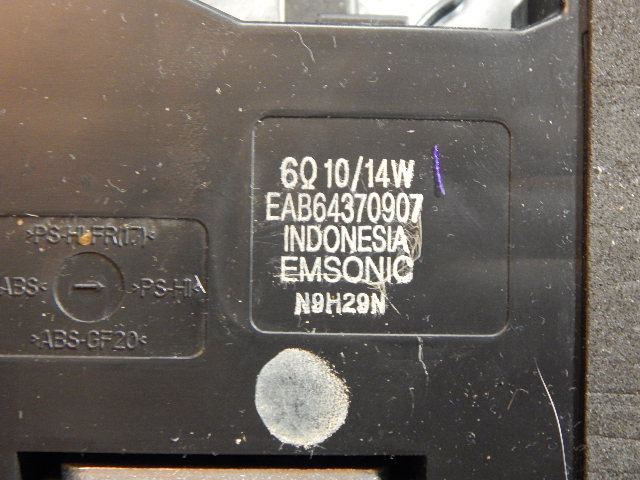 6Ω 10/14W
EAB64370907
INDONESIA
EMSONIC
N9H29N
>PS-HI FR(17)<
>ABS< >PS-HI<
>ABS-GF20<